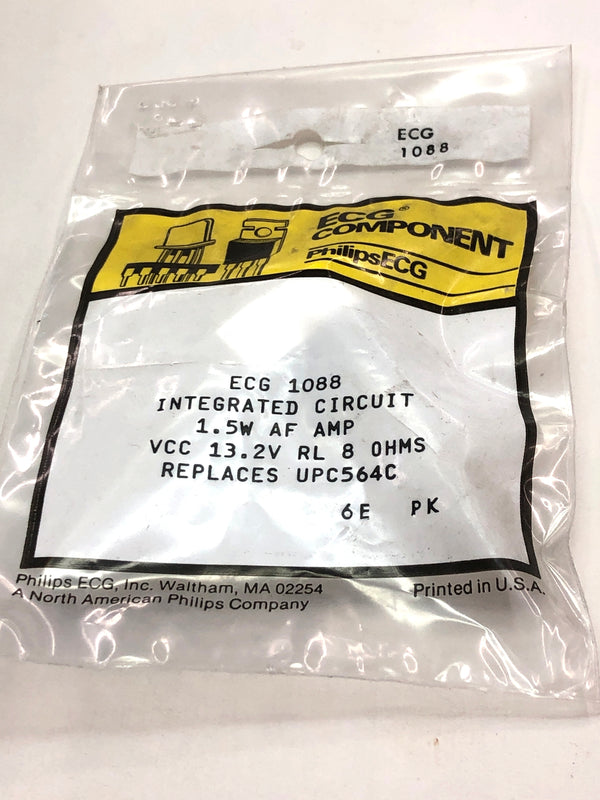 ECG
1088
ECG®
COMPONENT
PhilipsECG
ECG 1088
INTEGRATED CIRCUIT
1.5W AF AMP
VCC 13.2V RL 8 OHMS
REPLACES UPC564C
6E PK
Philips ECG, Inc. Waltham, MA 02254
A North American Philips Company
Printed in U.S.A.